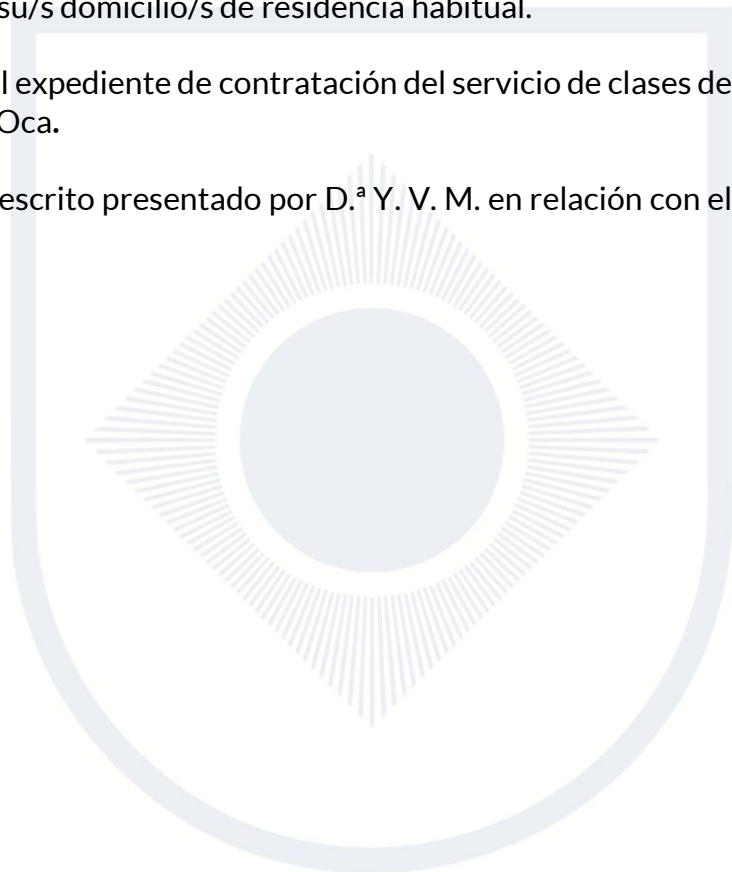 su/s domicilio/s de residencia habitual.
l expediente de contratación del servicio de clases de
Oca.
escrito presentado por D.ª Y. V. M. en relación con el